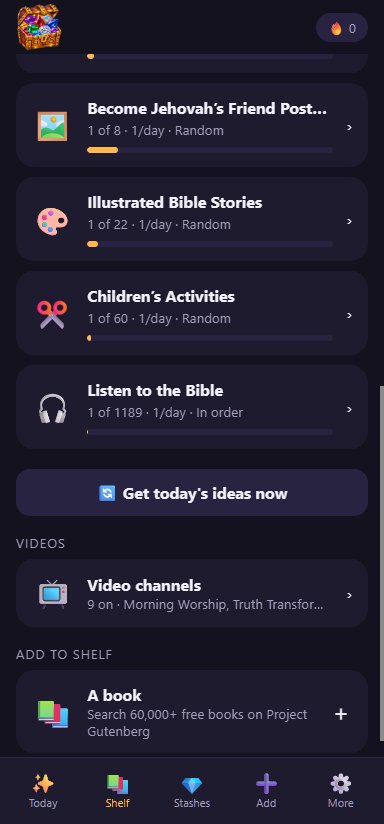 0
Become Jehovah's Friend Post...
1 of 8 · 1/day · Random
Illustrated Bible Stories
1 of 22 · 1/day · Random
Children's Activities
1 of 60 · 1/day · Random
Listen to the Bible
1 of 1189 · 1/day · In order
Get today's ideas now
VIDEOS
Video channels
9 on · Morning Worship, Truth Transfor...
ADD TO SHELF
A book
Search 60,000+ free books on Project
Gutenberg
Today
Shelf
Stashes
Add
More